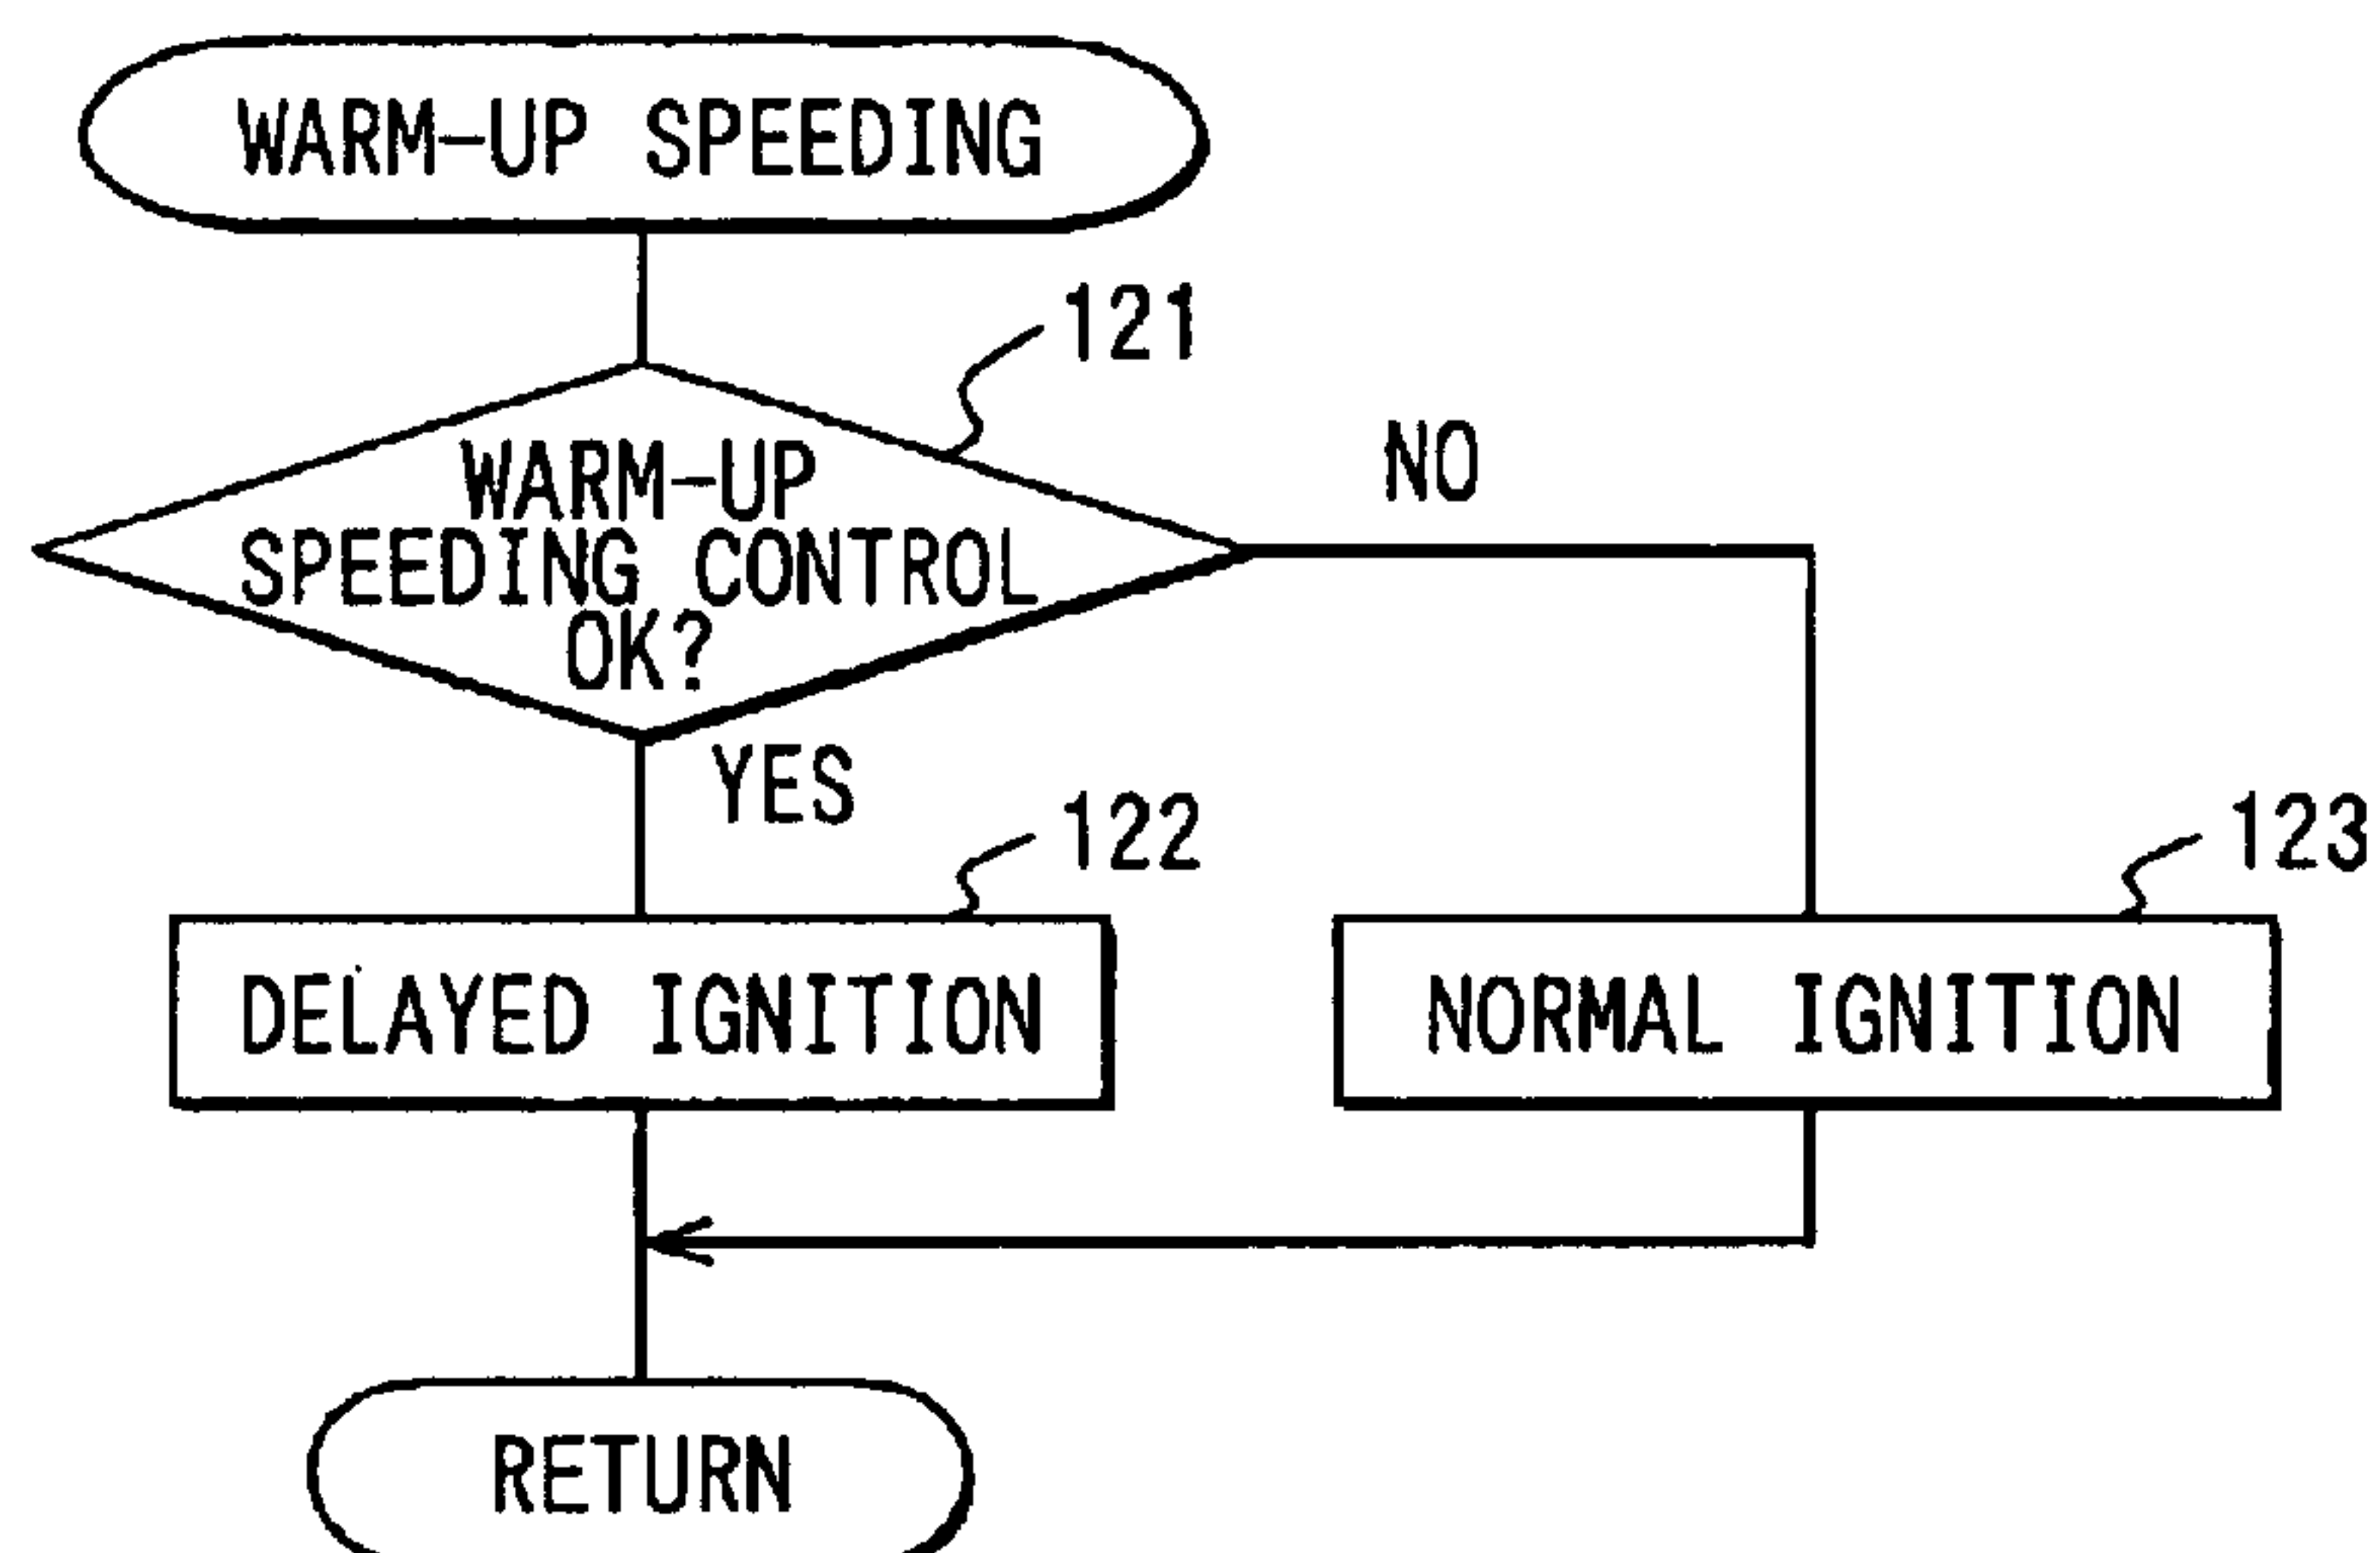 WARM-UP SPEEDING
121
WARM-UP
SPEEDING CONTROL
OK?
NO
YES
122
123
DELAYED IGNITION
NORMAL IGNITION
RETURN